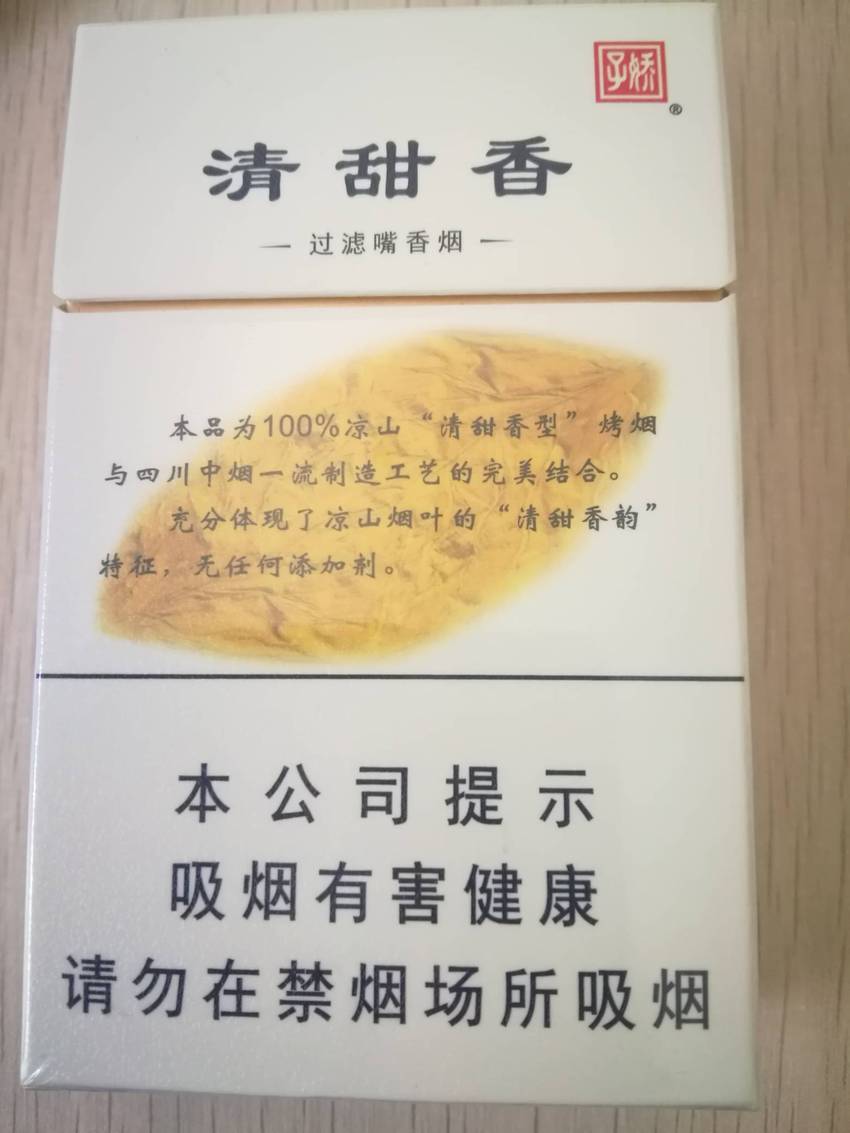 娇子
®
清甜香
— 过滤嘴香烟 —
本品为100%凉山“清甜香型”烤烟
与四川中烟一流制造工艺的完美结合。
充分体现了凉山烟叶的“清甜香韵”
特征，无任何添加剂。
本公司提示
吸烟有害健康
请勿在禁烟场所吸烟